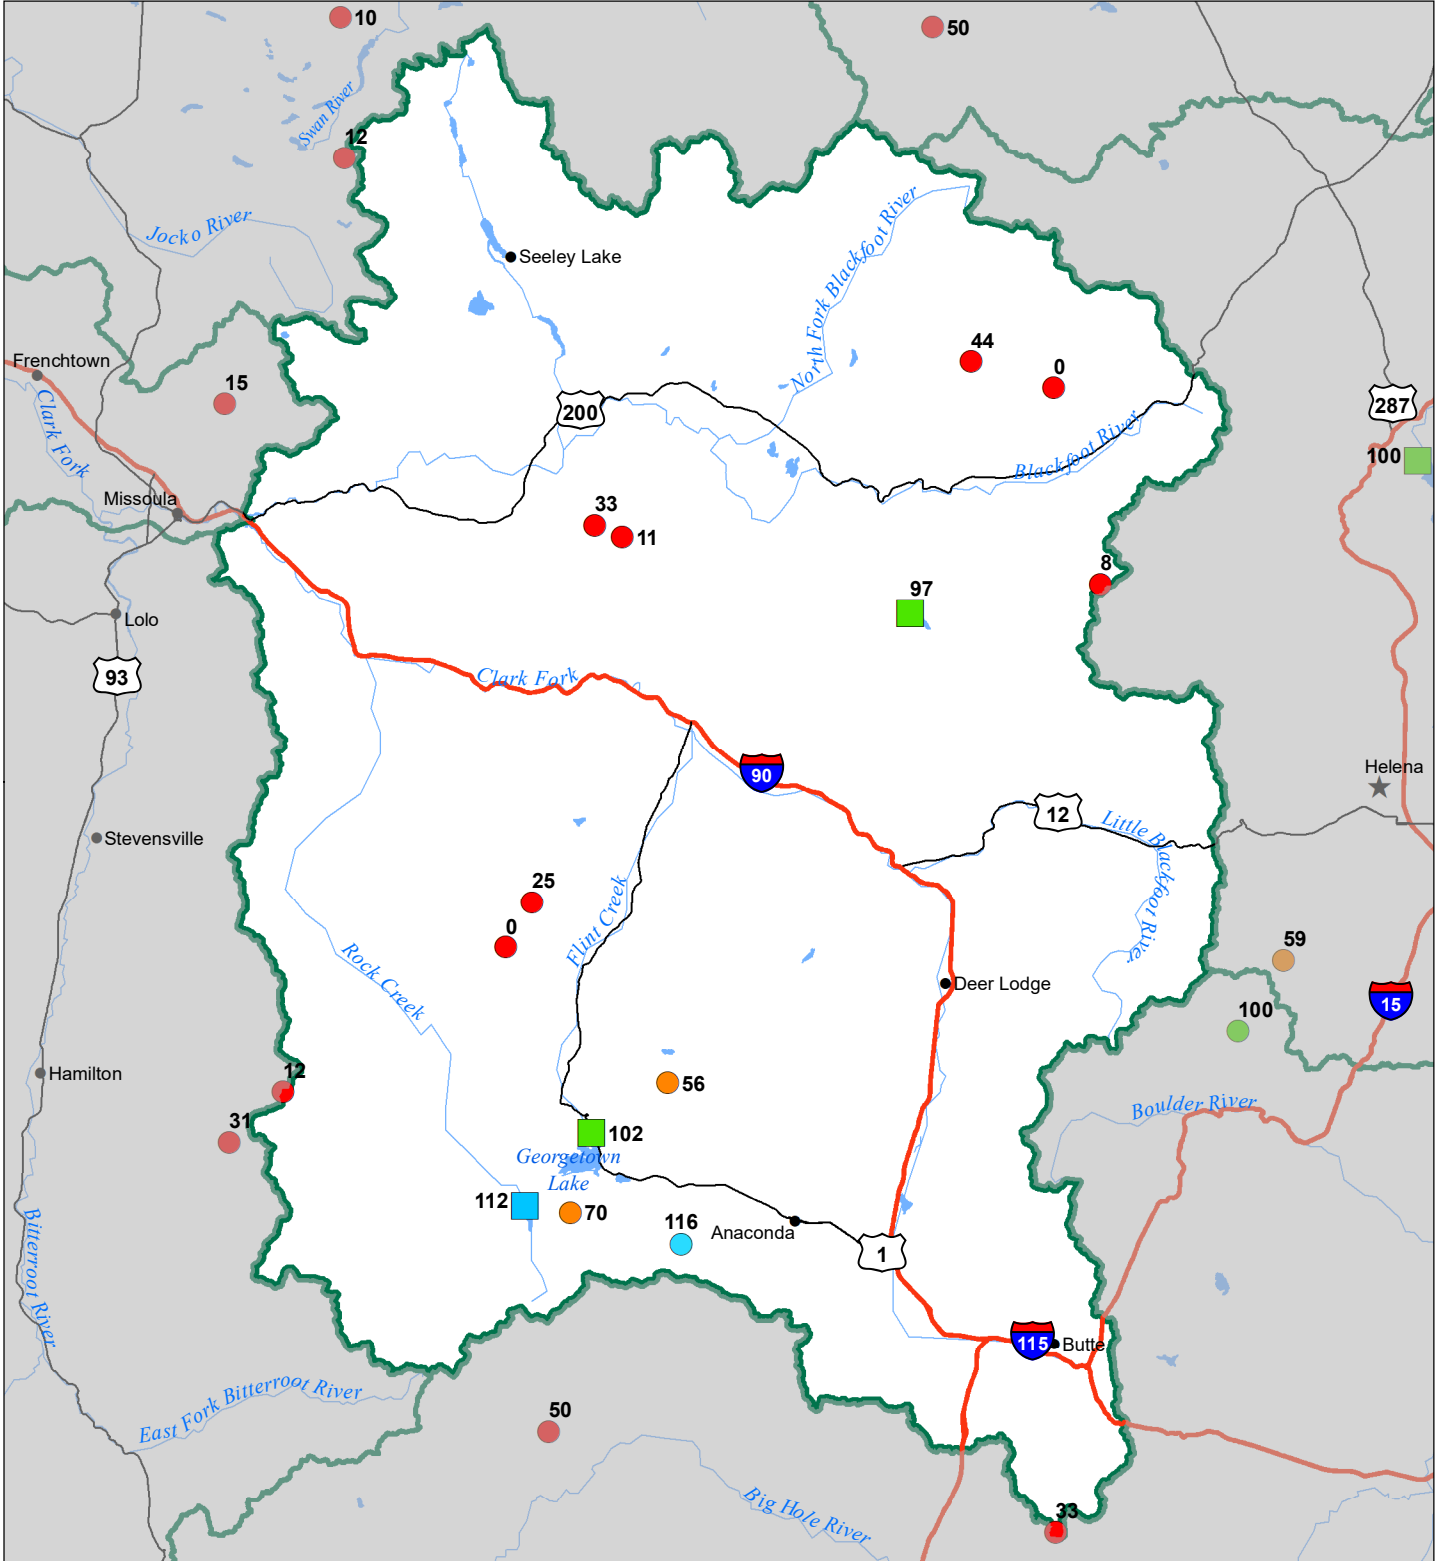 10
50
Swan River
12
Jocko River
Seeley Lake
North Fork Blackfoot River
Frenchtown
15
44
0
200
287
Clark Fork
Blackfoot River
100
Missoula
33
11
8
97
Lolo
93
Clark Fork
90
Helena
12
Little Blackfoot River
Stevensville
25
0
Flint Creek
59
Rock Creek
Deer Lodge
15
100
12
Hamilton
56
31
102
Boulder River
Georgetown
Lake
112
70
116
Anaconda
1
Bitterroot River
115
Butte
East Fork Bitterroot River
50
Big Hole River
33